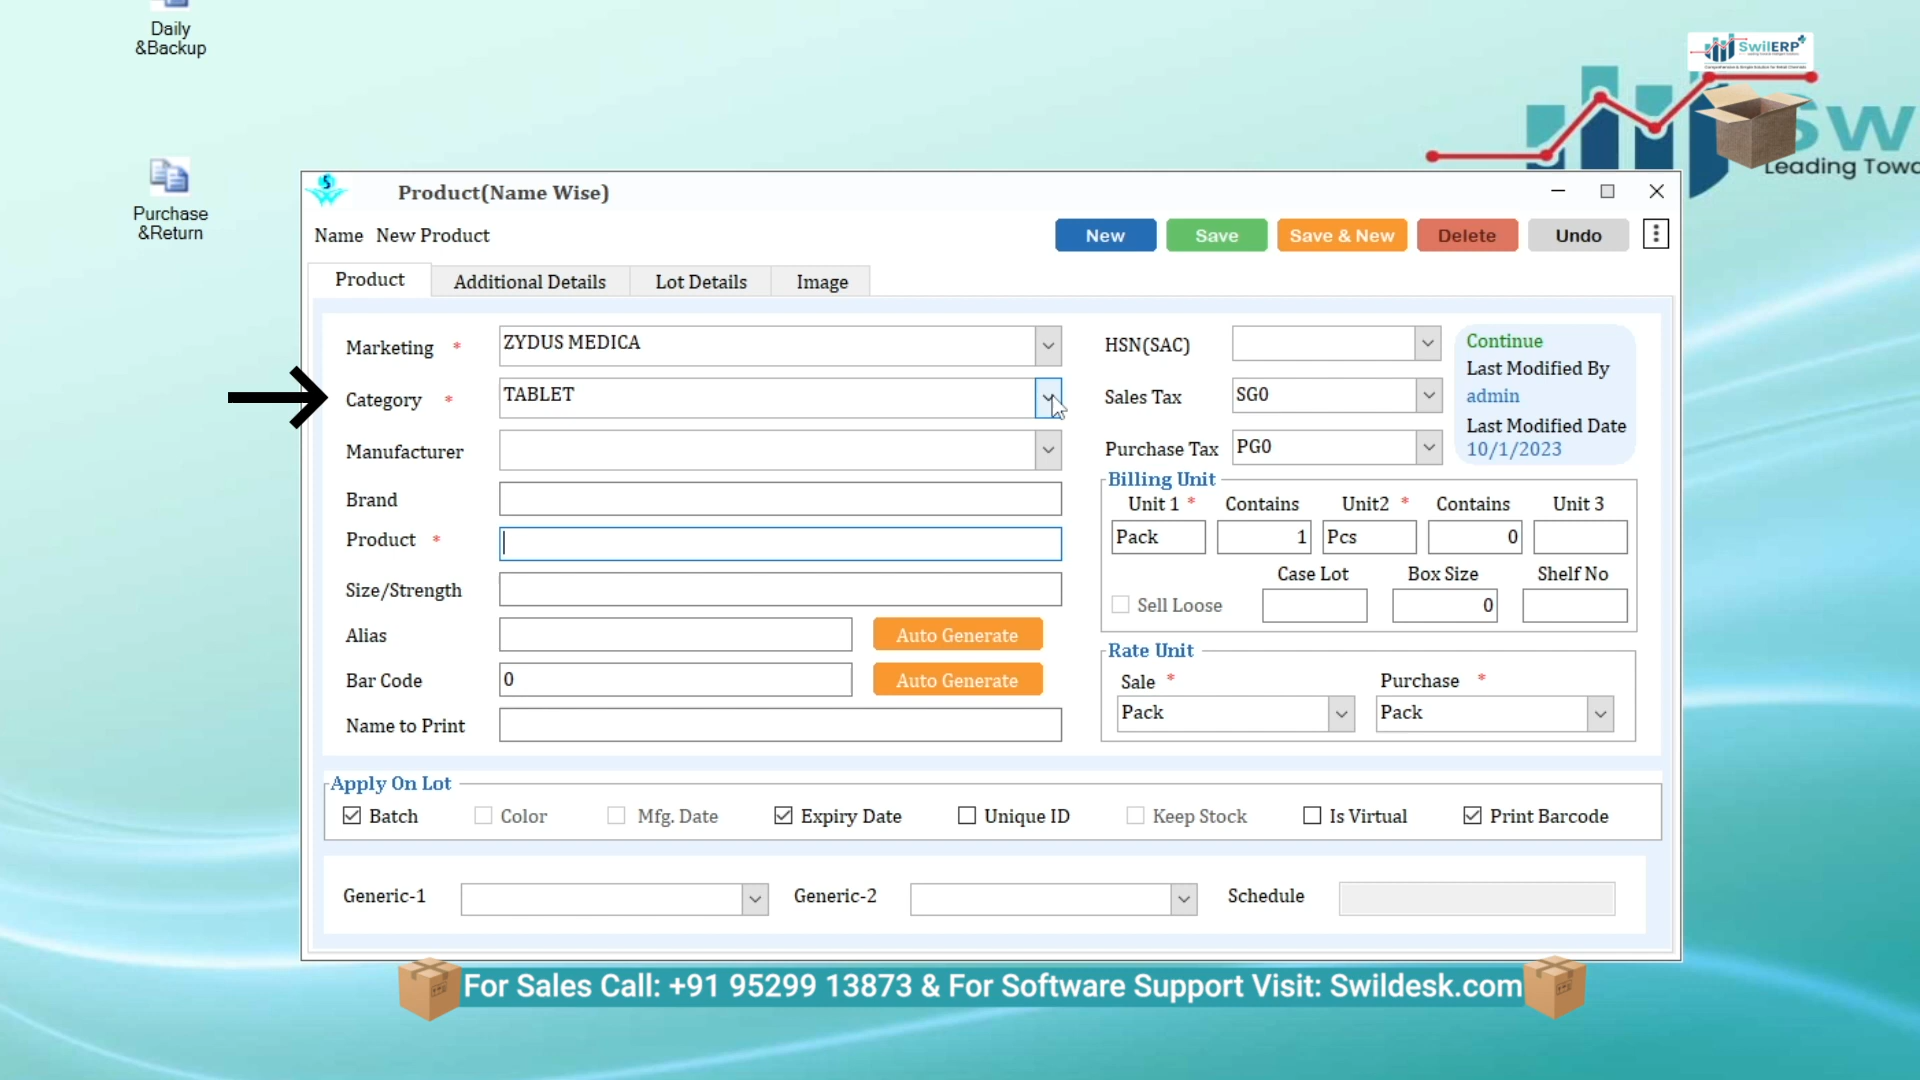 Daily
&Backup
SwilERP
Sw
Leading Towa
Purchase
&Return
Product(Name Wise)
Name New Product
New Save Save & New Delete Undo
Product Additional Details Lot Details Image
Marketing * ZYDUS MEDICA
HSN(SAC)
Continue
Last Modified By
admin
Last Modified Date
10/1/2023
Category * TABLET
Sales Tax SG0
Manufacturer
Purchase Tax PG0
Billing Unit
Unit 1 * Contains Unit2 * Contains Unit 3
Pack 1 Pcs 0
Brand
Product *
Case Lot Box Size Shelf No
Sell Loose 0
Size/Strength
Alias Auto Generate
Rate Unit
Sale * Purchase *
Pack Pack
Bar Code 0 Auto Generate
Name to Print
Apply On Lot
Batch Color Mfg. Date Expiry Date Unique ID Keep Stock Is Virtual Print Barcode
Generic-1 Generic-2 Schedule
For Sales Call: +91 95299 13873 & For Software Support Visit: Swildesk.com